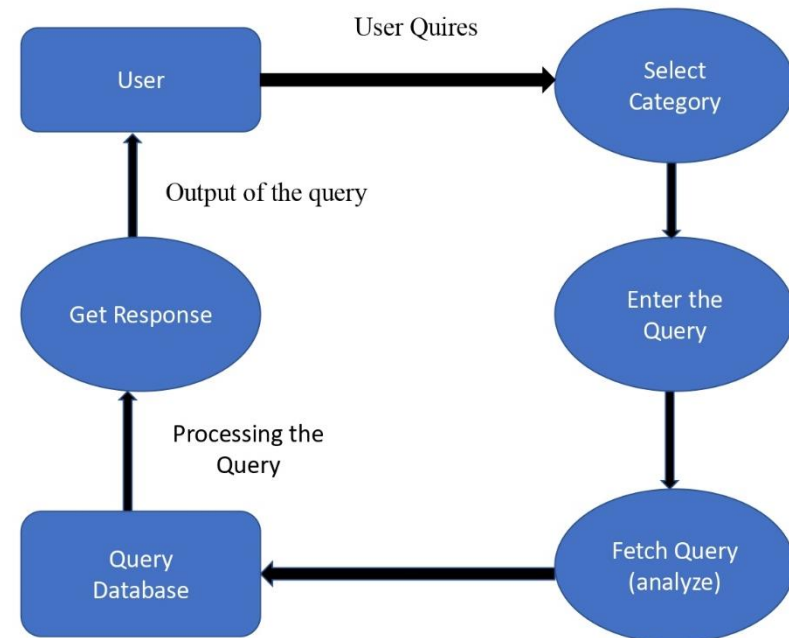 User Quires
User
Select
Category
Output of the query
Get Response
Enter the
Query
Processing the
Query
Query
Database
Fetch Query
(analyze)